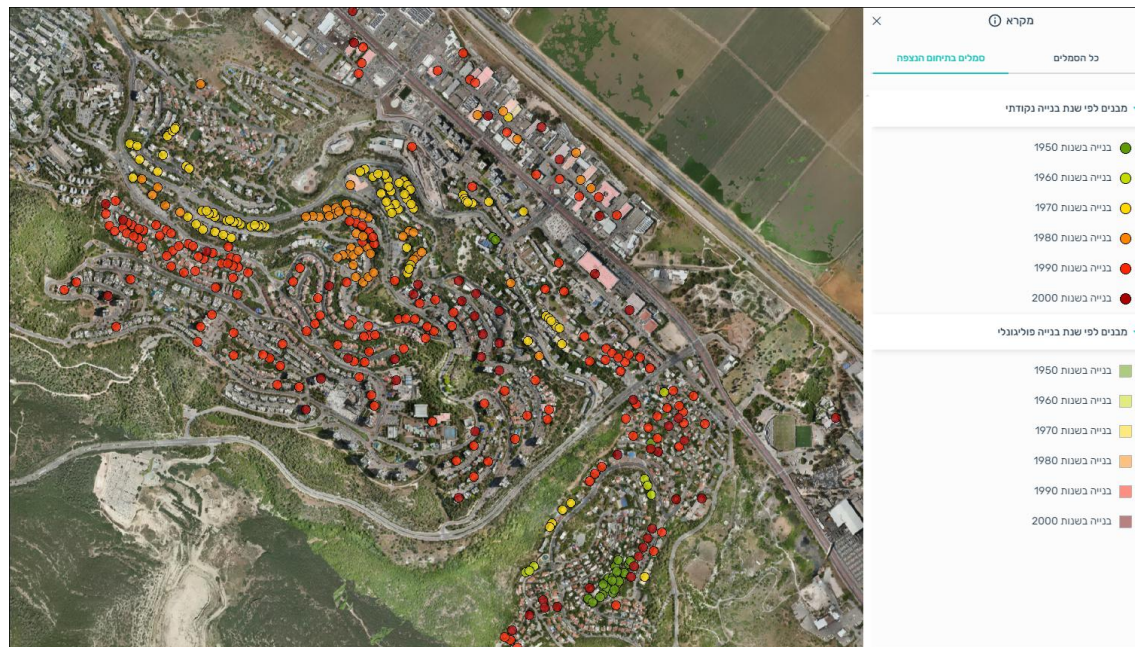 מקרא
כל הסמלים
סמלים בתיחום הנצפה
מבנים לפי שנת בנייה נקודתי
בנייה בשנות 1950
בנייה בשנות 1960
בנייה בשנות 1970
בנייה בשנות 1980
בנייה בשנות 1990
בנייה בשנות 2000
מבנים לפי שנת בנייה פוליגונלי
בנייה בשנות 1950
בנייה בשנות 1960
בנייה בשנות 1970
בנייה בשנות 1980
בנייה בשנות 1990
בנייה בשנות 2000